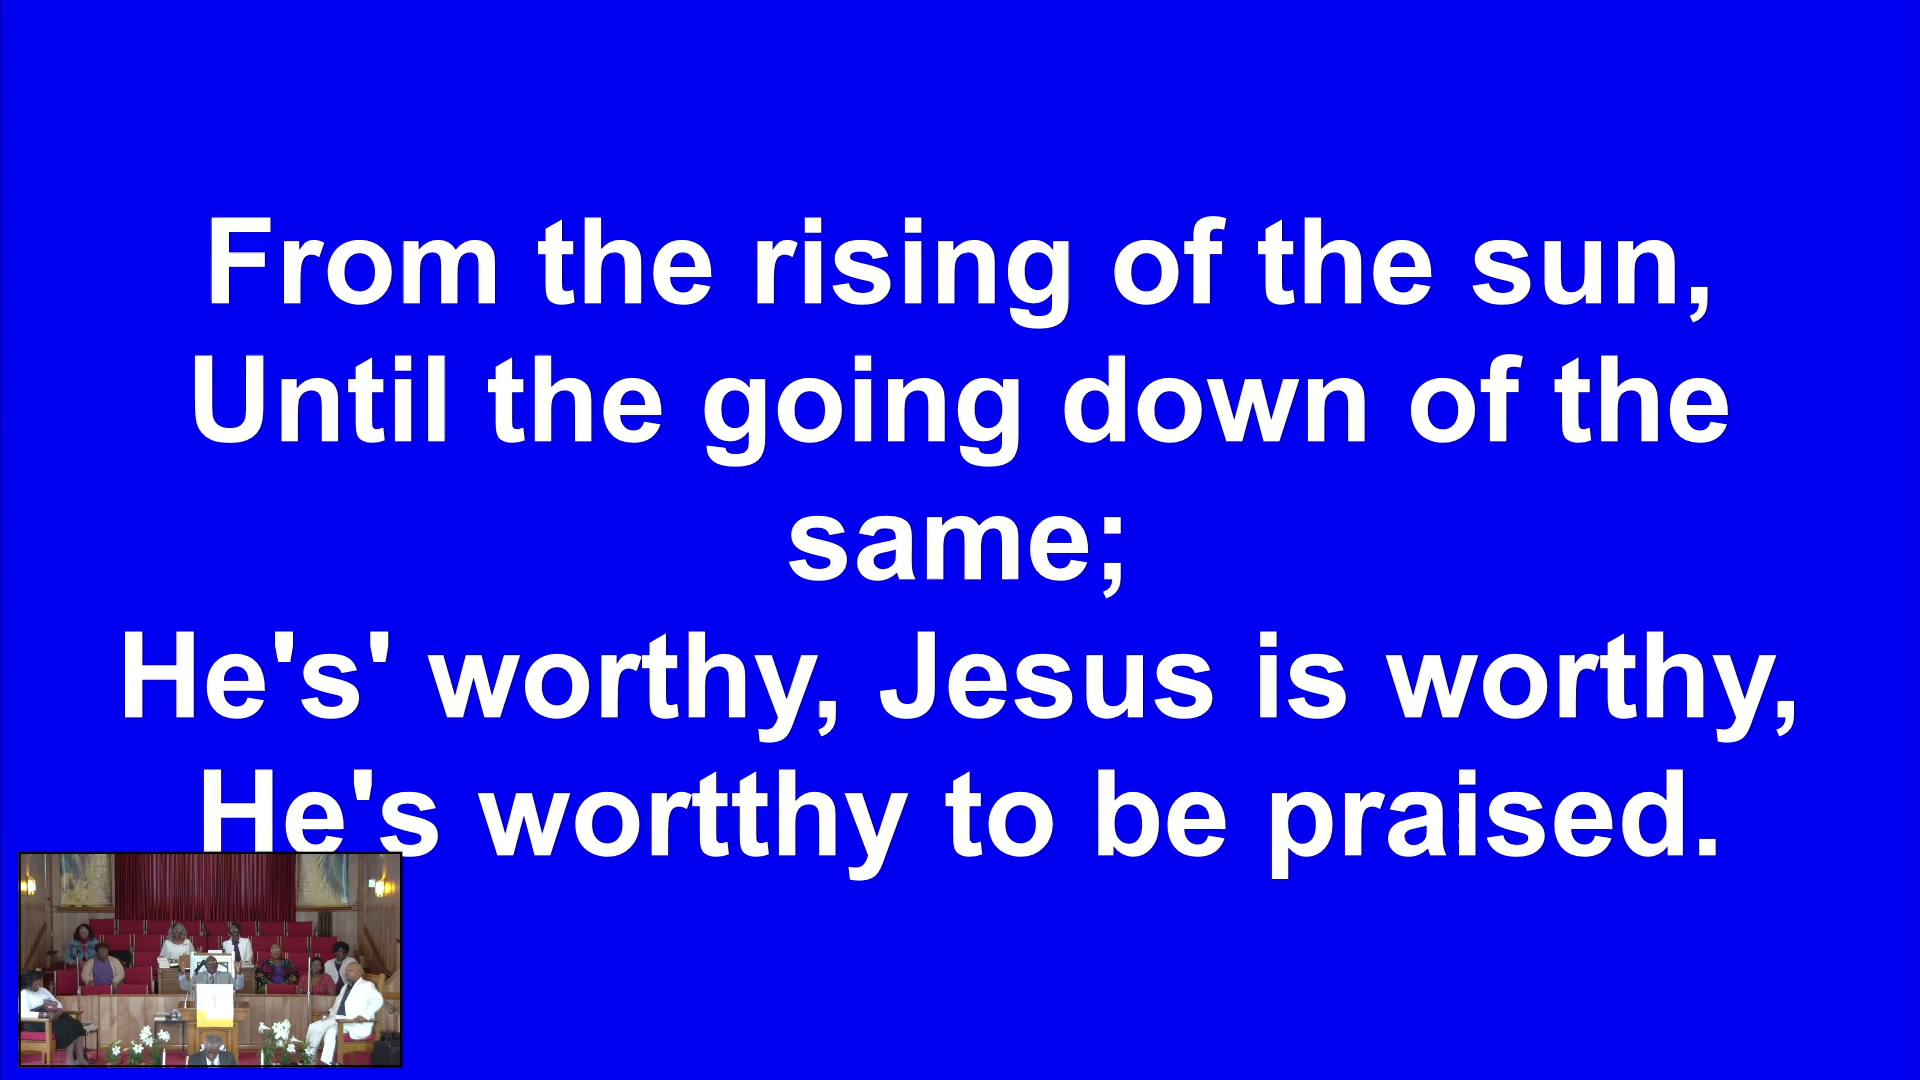 From the rising of the sun,
Until the going down of the
same;
He's' worthy, Jesus is worthy,
He's wortthy to be praised.